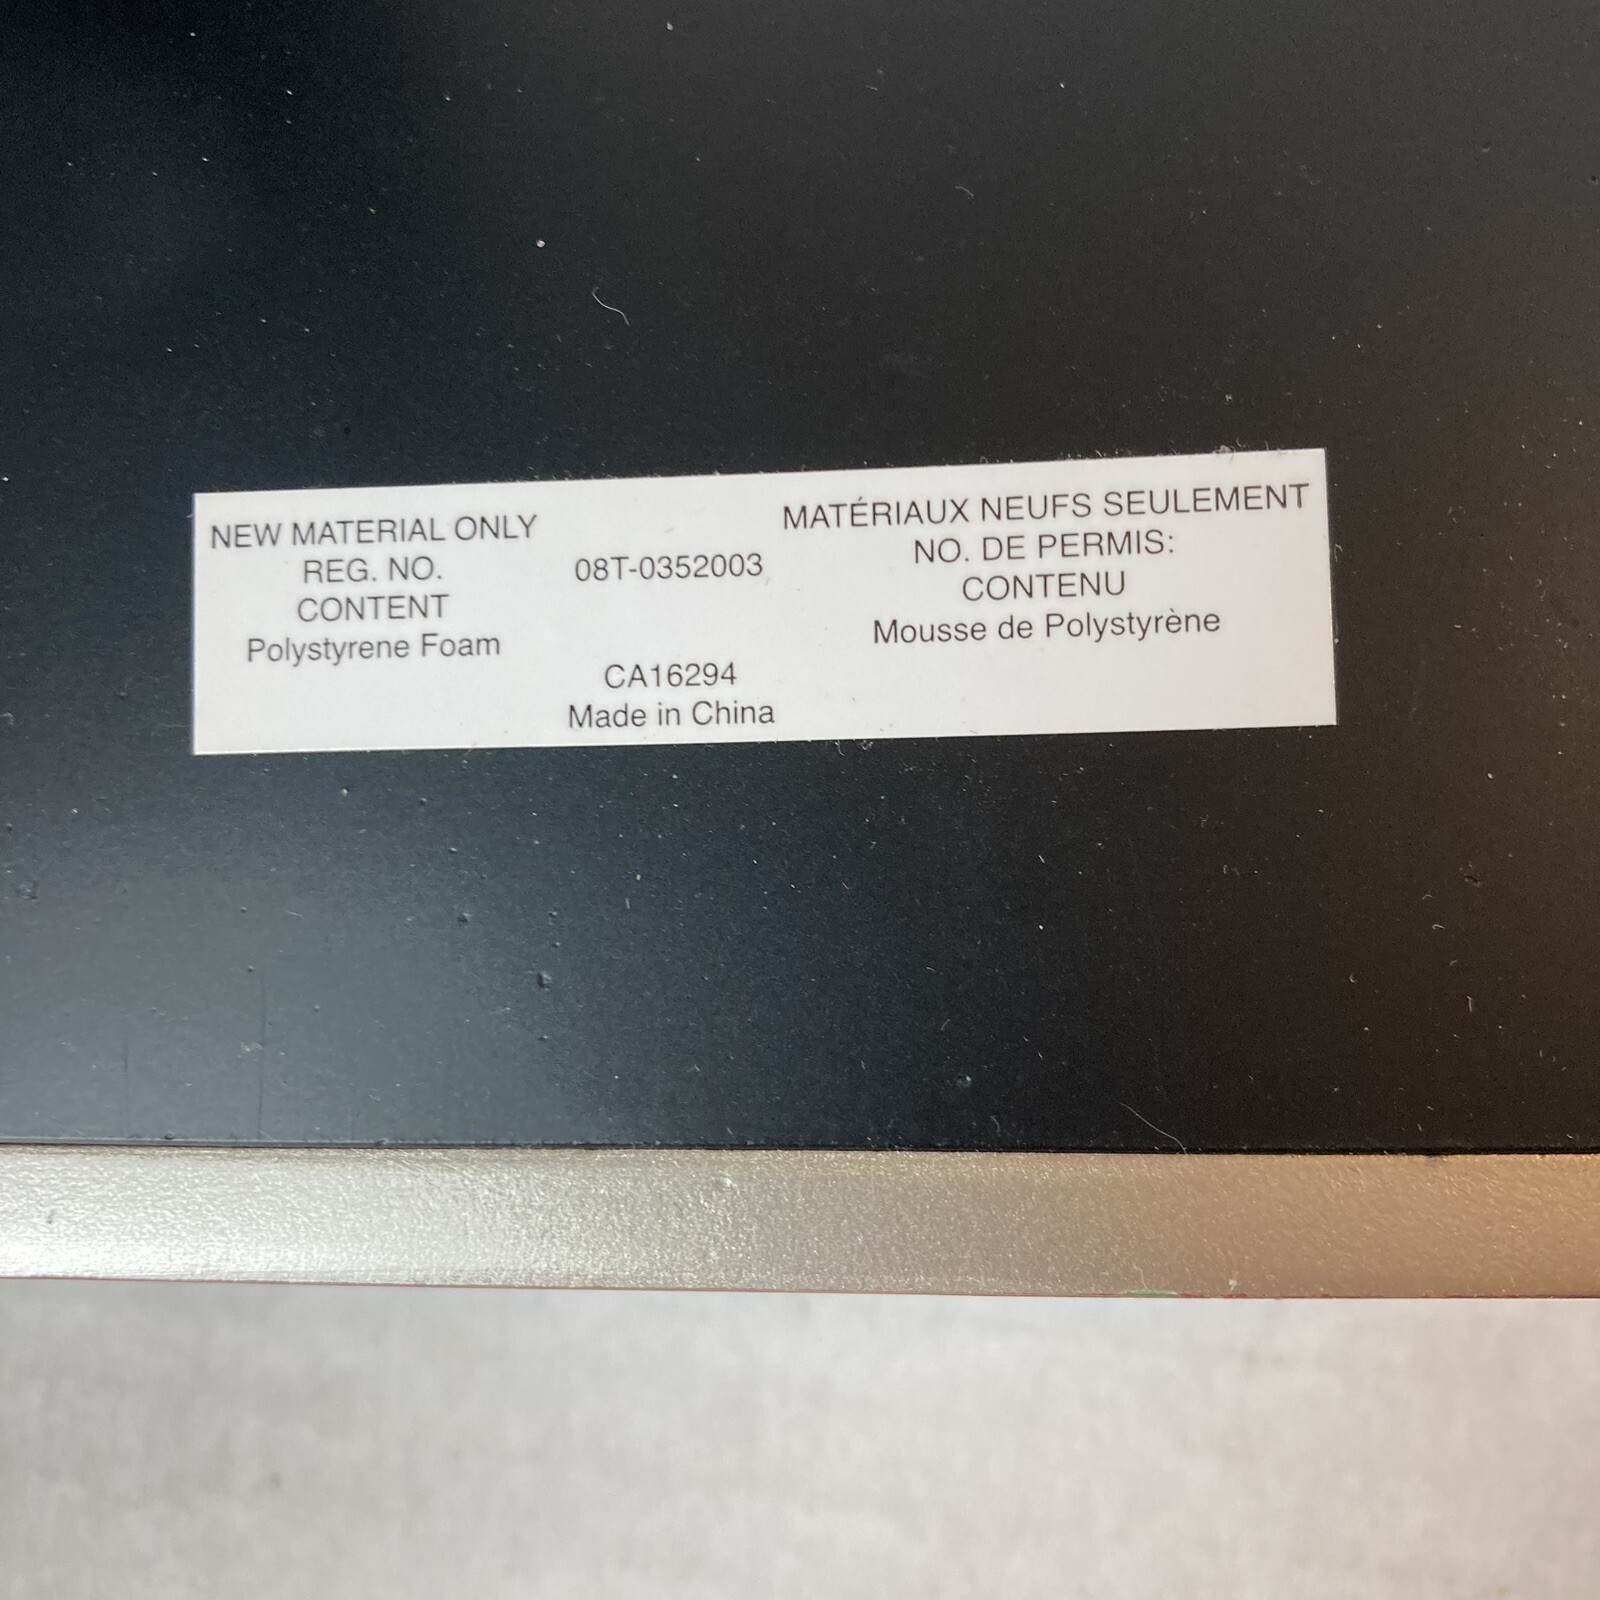 NEW MATERIAL ONLY
REG. NO.
CONTENT
Polystyrene Foam
08T-0352003
CA16294
Made in China
MATÉRIAUX NEUFS SEULEMENT
NO. DE PERMIS:
CONTENU
Mousse de Polystyrène